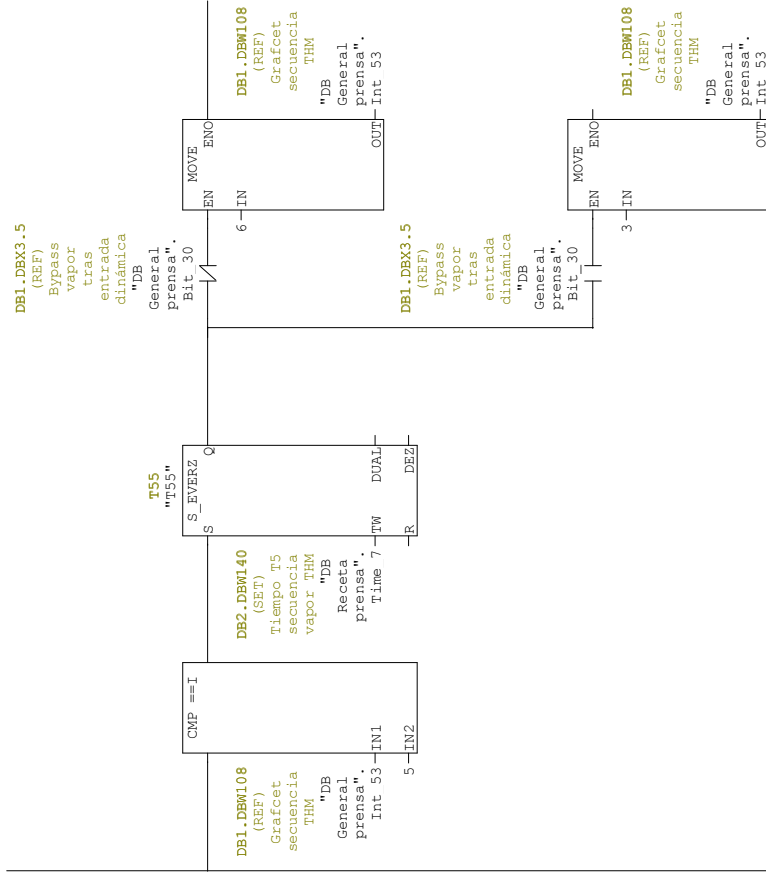 DB1.DBX3.5
(REF)
Bypass
vapor
tras
entrada
dinámica
"DB
General
prensa".
Bit_30
T55
"T55"
S_EVERZ
S
Q
TW
DUAL
R
DEZ
DB2.DBW140
(SET)
Tiempo T5
secuencia
vapor THM
"DB
Receta
prensa".
Time 7
CMP ==I
IN1
IN2
DB1.DBW108
(REF)
Grafcet
secuencia
THM
"DB
General
prensa".
Int 53
5
MOVE
EN
ENO
6
IN
OUT
DB1.DBW108
(REF)
Grafcet
secuencia
THM
"DB
General
prensa".
Int 53
DB1.DBX3.5
(REF)
Bypass
vapor
tras
entrada
dinámica
"DB
General
prensa".
Bit_30
MOVE
EN
ENO
3
IN
OUT
DB1.DBW108
(REF)
Grafcet
secuencia
THM
"DB
General
prensa".
Int 53